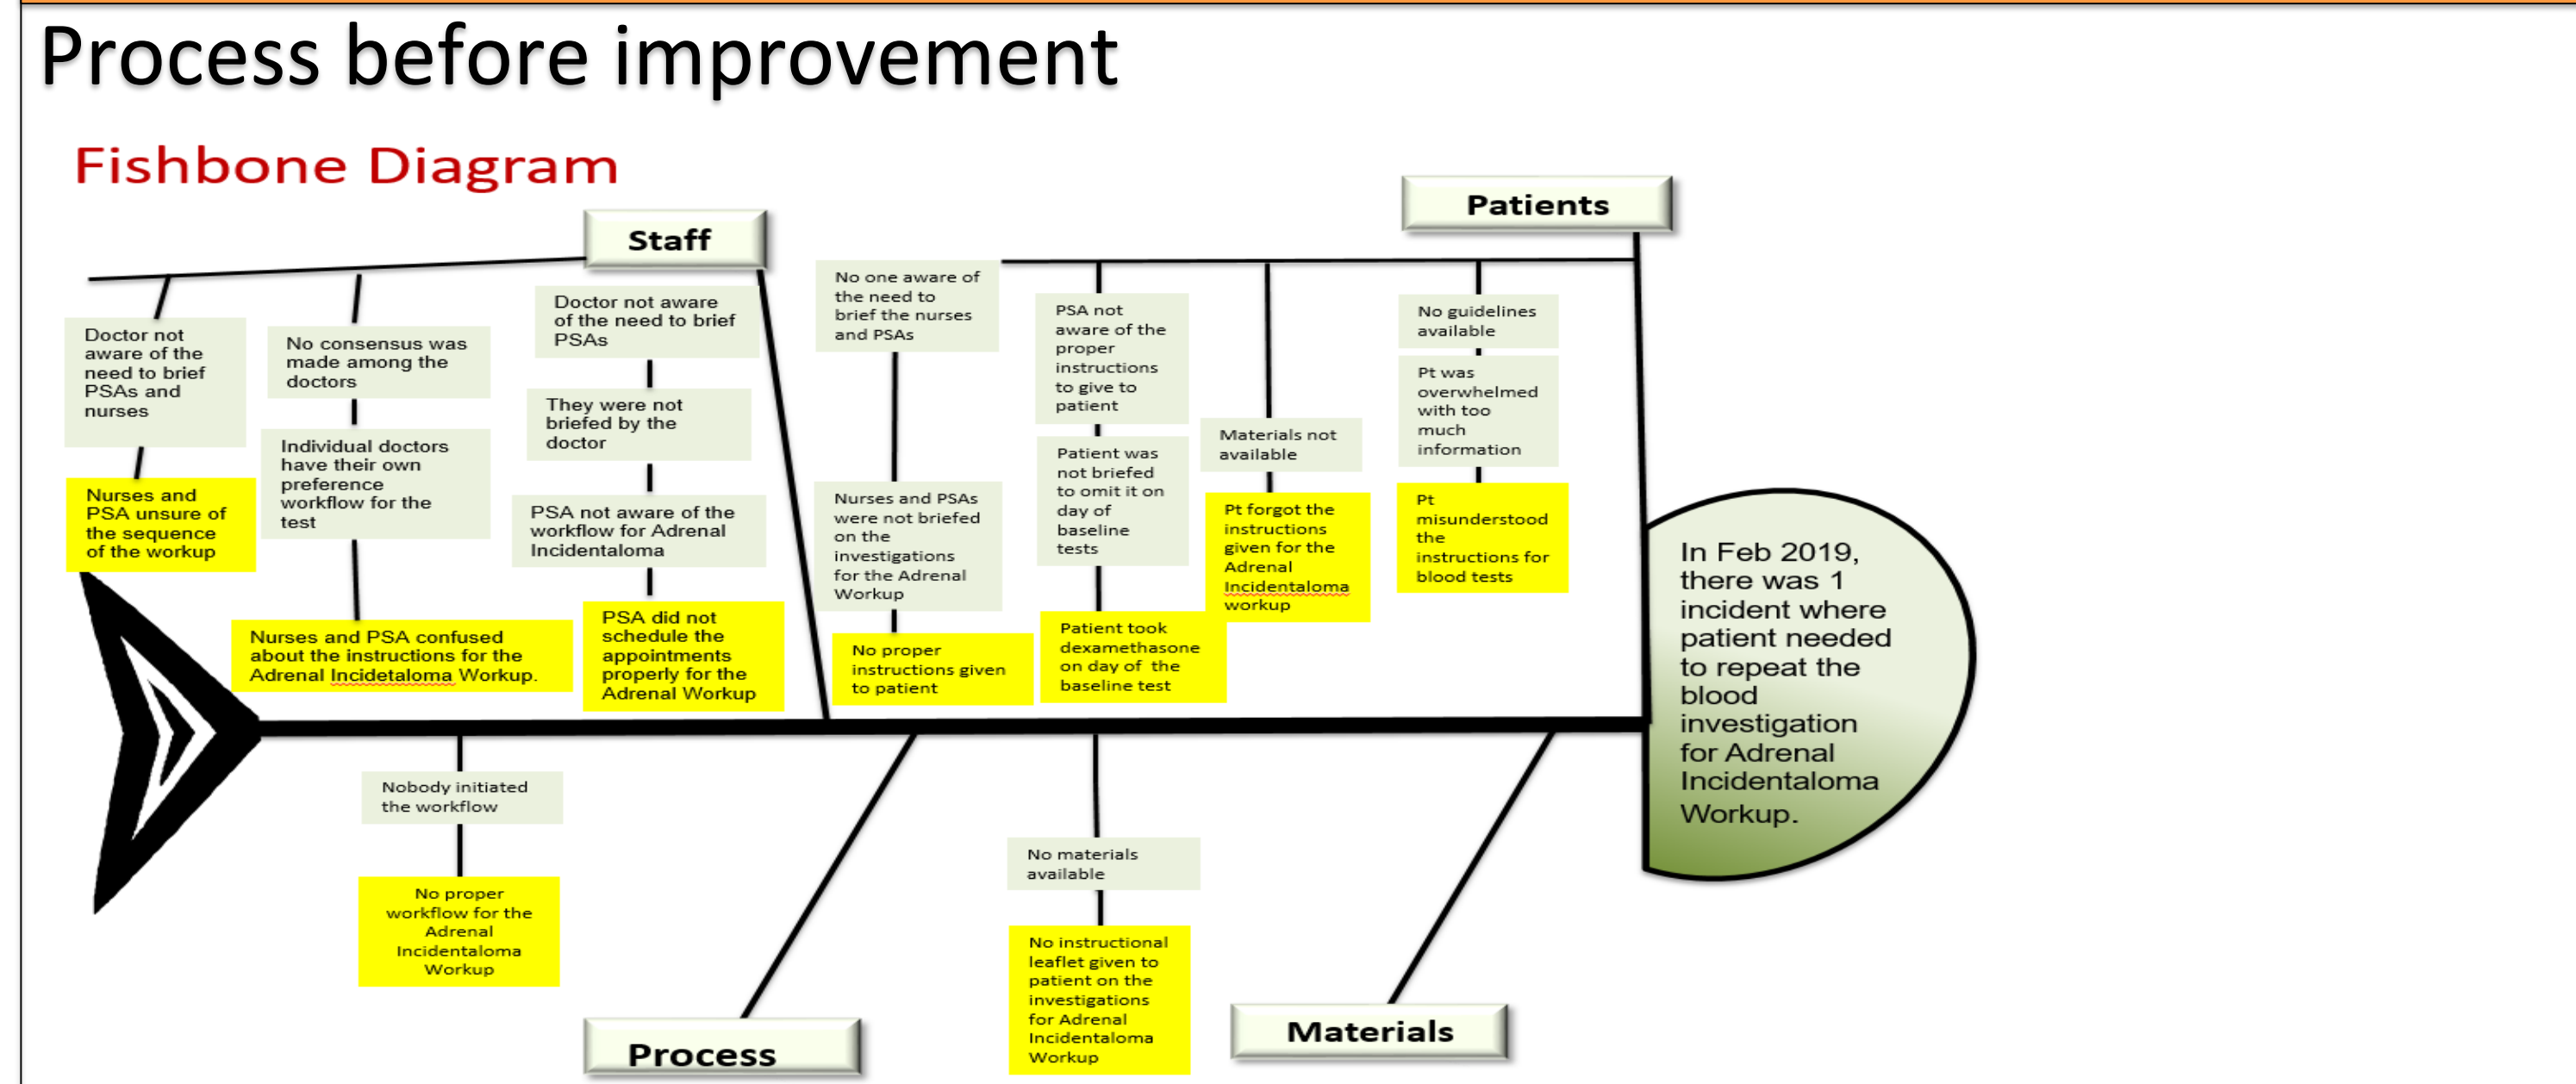 Process before improvement
Fishbone Diagram
Staff
Doctor not
aware of the
need to brief
PSAs and
nurses
Nurses and
PSA unsure of
the sequence
of the workup
No consensus was
made among the
doctors
Individual doctors
have their own
preference
workflow for the
test
Nurses and PSA confused
about the instructions for the
Adrenal Incidetaloma Workup.
Doctor not aware
of the need to brief
PSAs
They were not
briefed by the
doctor
PSA not aware of the
workflow for Adrenal
Incidentaloma
PSA did not
schedule the
appointments
properly for the
Adrenal Workup
Patients
No one aware of
the need to
brief the nurses
and PSAs
Nurses and PSAs
were not briefed
on the
investigations
for the Adrenal
Workup
No proper
instructions given
to patient
PSA not
aware of the
proper
instructions
to give to
patient
Patient was
not briefed
to omit it on
day of
baseline
tests
Patient took
dexamethasone
on day of the
baseline test
Materials not
available
Pt forgot the
instructions
given for the
Adrenal
Incidentaloma
workup
No guidelines
available
Pt was
overwhelmed
with too
much
information
Pt
misunderstood
the
instructions for
blood tests
In Feb 2019,
there was 1
incident where
patient needed
to repeat the
blood
investigation
for Adrenal
Incidentaloma
Workup.
Nobody initiated
the workflow
No proper
workflow for the
Adrenal
Incidentaloma
Workup
Process
No materials
available
No instructional
leaflet given to
patient on the
investigations
for Adrenal
Incidentaloma
Workup
Materials